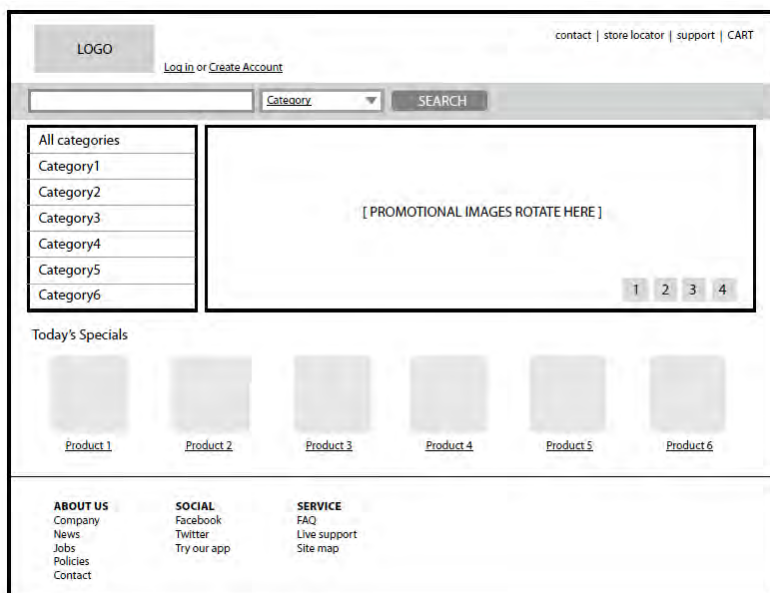 LOGO
contact | store locator | support | CART
Log in or Create Account
Category
SEARCH
All categories
Category1
Category2
Category3
Category4
Category5
Category6
[ PROMOTIONAL IMAGES ROTATE HERE ]
1 2 3 4
Today's Specials
Product 1 Product 2 Product 3 Product 4 Product 5 Product 6
ABOUT US
Company
News
Jobs
Policies
Contact
SOCIAL
Facebook
Twitter
Try our app
SERVICE
FAQ
Live support
Site map